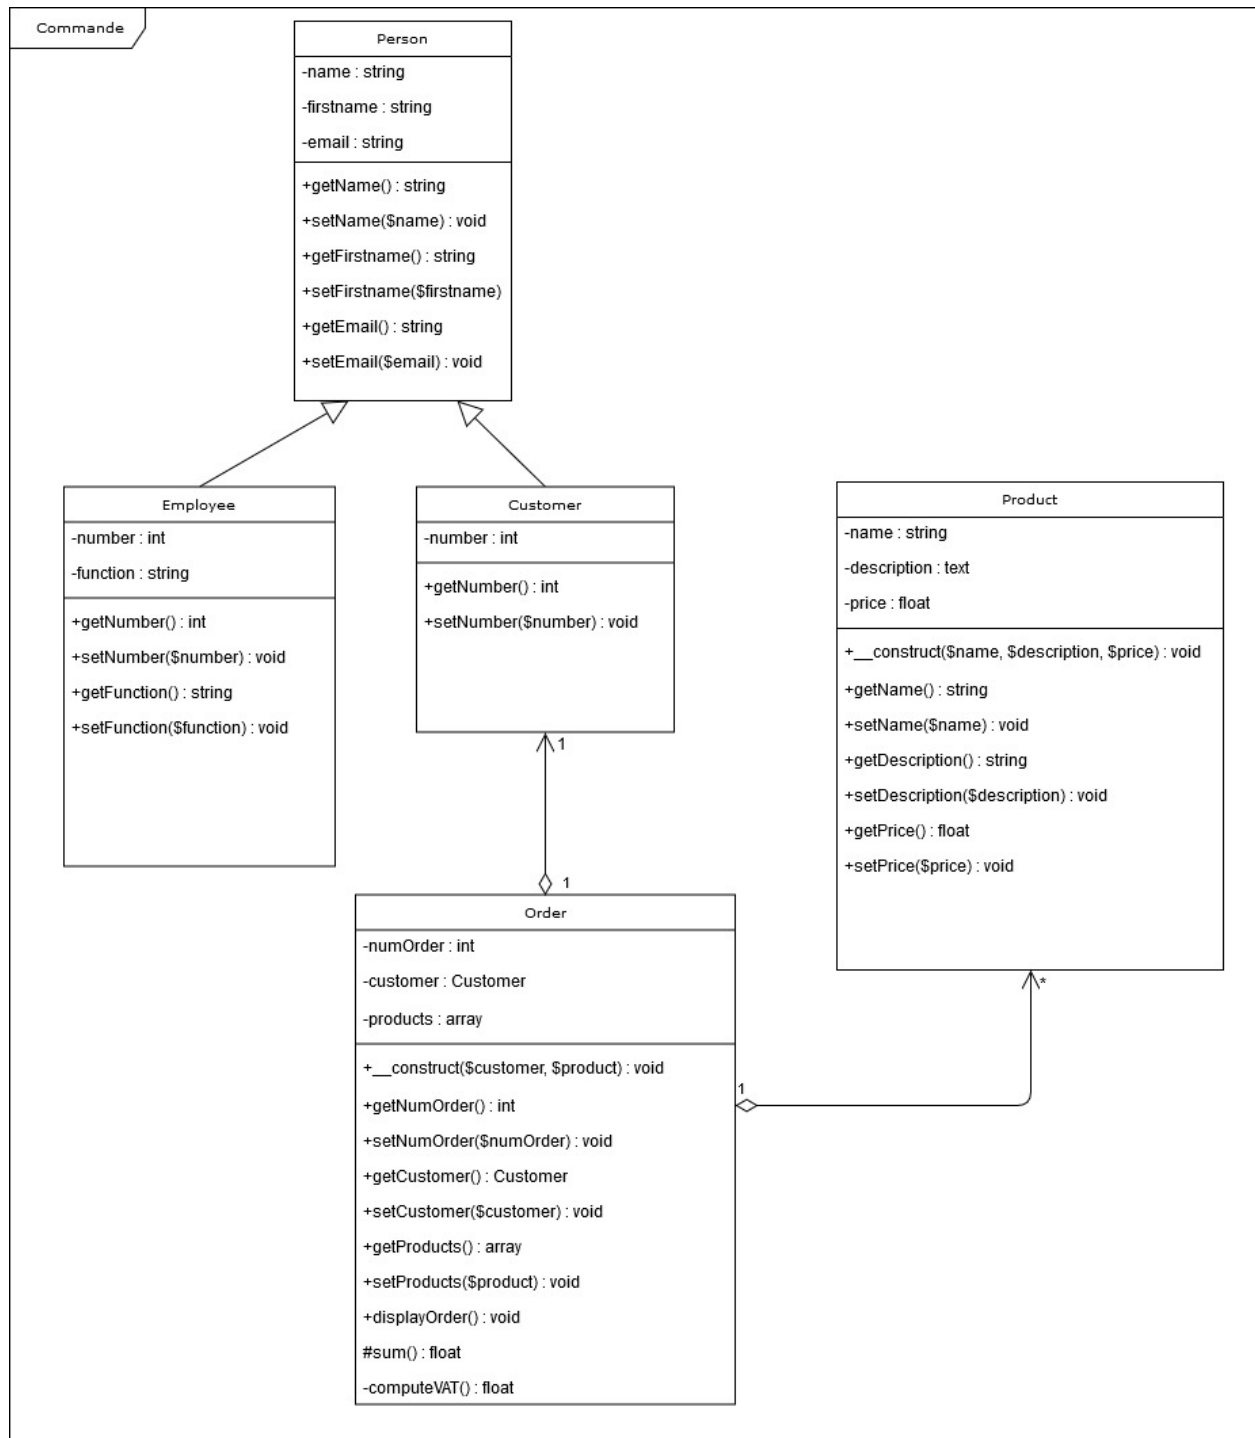 Commande
Person
-name : string
-firstname : string
-email : string
+getName() : string
+setName($name) : void
+getFirstname() : string
+setFirstname($firstname)
+getEmail() : string
+setEmail($email) : void
Employee
-number : int
-function : string
+getNumber() : int
+setNumber($number) : void
+getFunction() : string
+setFunction($function) : void
Customer
-number : int
+getNumber() : int
+setNumber($number) : void
Product
-name : string
-description : text
-price : float
+__construct($name, $description, $price) : void
+getName() : string
+setName($name) : void
+getDescription() : string
+setDescription($description) : void
+getPrice() : float
+setPrice($price) : void
1
1
*
1
Order
-numOrder : int
-customer : Customer
-products : array
+__construct($customer, $product) : void
+getNumOrder() : int
+setNumOrder($numOrder) : void
+getCustomer() : Customer
+setCustomer($customer) : void
+getProducts() : array
+setProducts($product) : void
+displayOrder() : void
#sum() : float
-computeVAT() : float